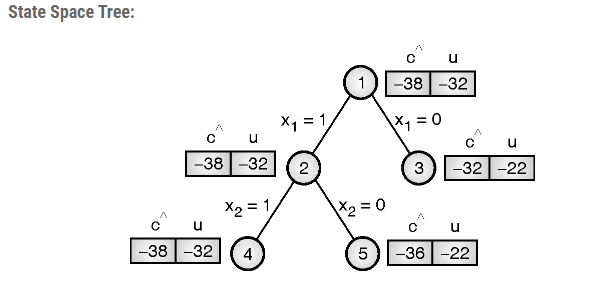 State Space Tree:
c^ u
1 -38 -32
x1 = 1 x1 = 0
c^ u c^ u
-38 -32 2 3 -32 -22
x2 = 1 x2 = 0
c^ u c^ u
-38 -32 4 5 -36 -22